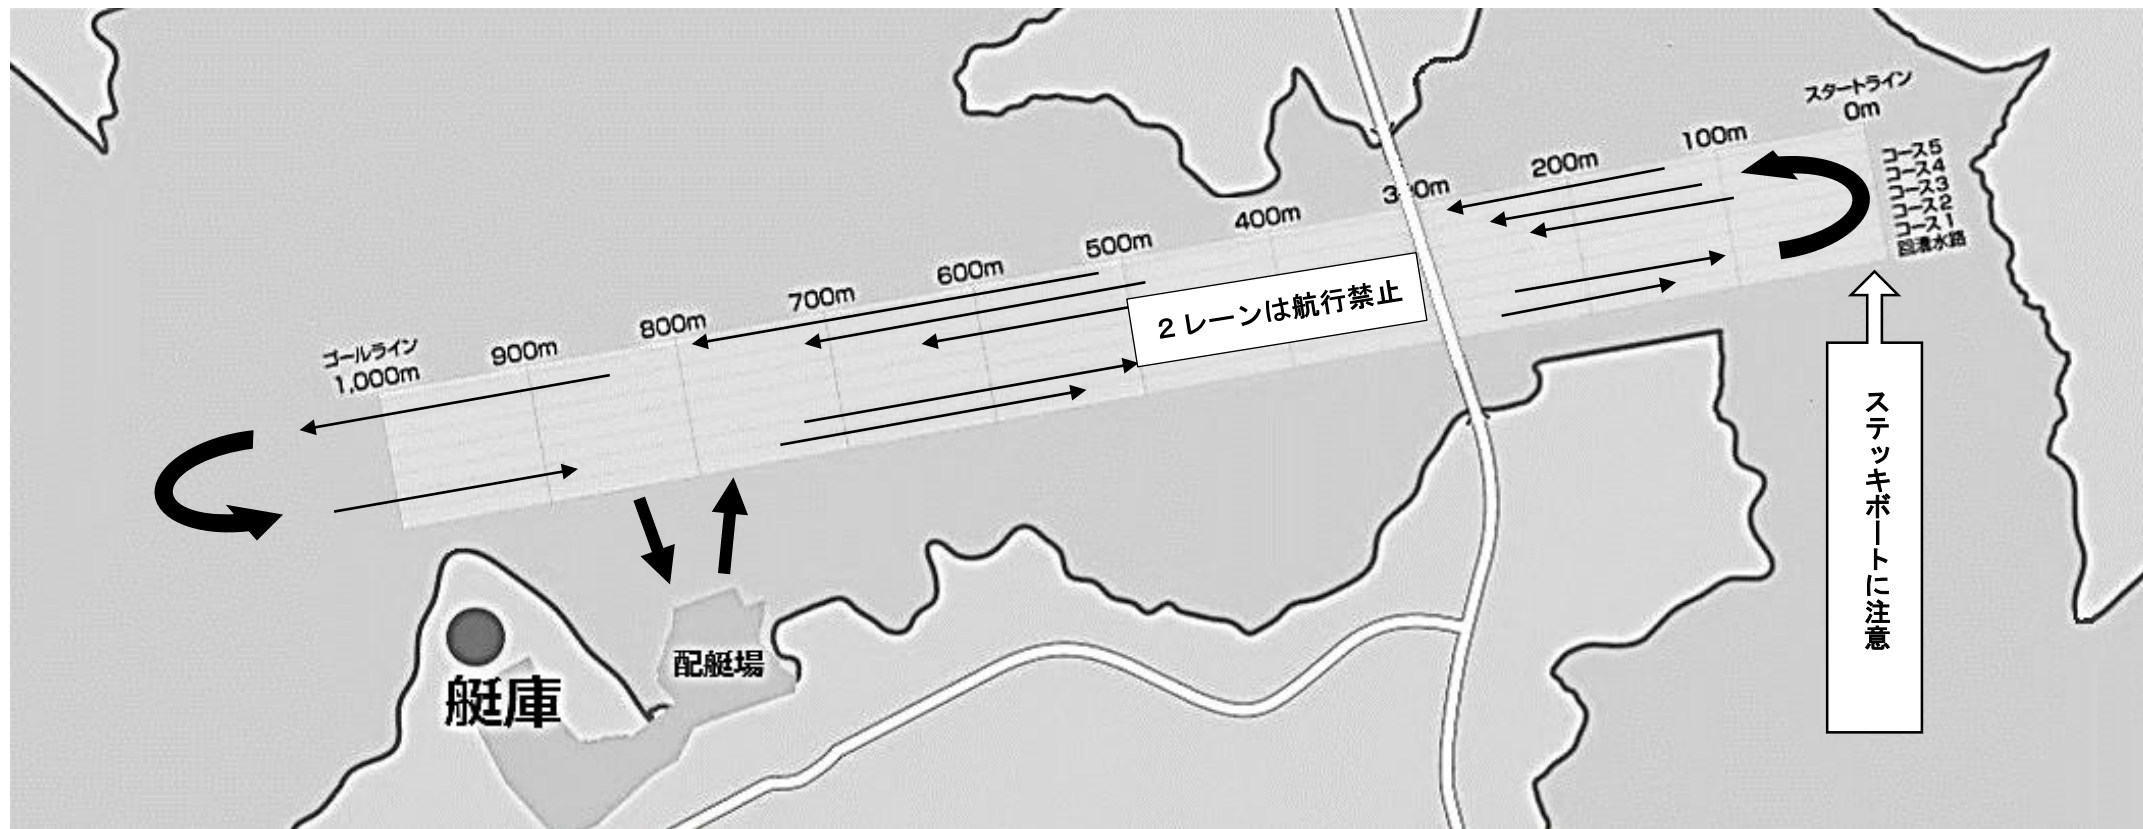 スタートライン
0m
100m
200m
300m
400m
500m
600m
700m
800m
900m
ゴールライン
1,000m
コース5
コース4
コース3
コース2
コース1
回漕水路
2レーンは航行禁止
ステッキボートに注意
配艇場
艇庫